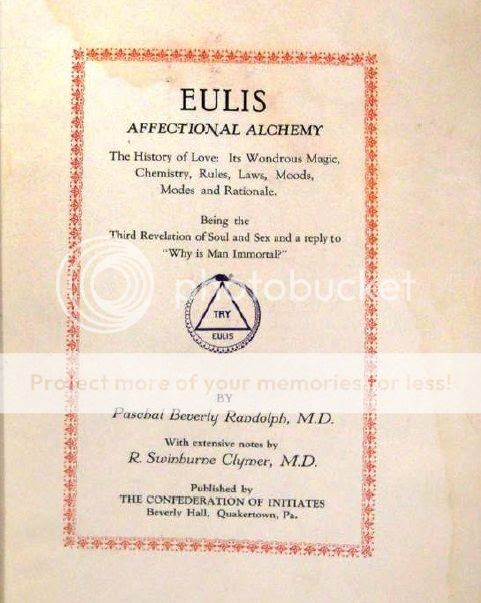 EULIS
AFFECTIONAL ALCHEMY
The History of Love: Its Wondrous Magic,
Chemistry, Rules, Laws, Moods,
Modes and Rationale.
Being the
Third Revelation of Soul and Sex and a reply to
"Why is Man Immortal?"
photobucket
TRY
EULIS
Protect more of your memories for less!
BY
Paschal Beverly Randolph, M.D.
With extensive notes by
R. Swinburne Clymer, M.D.
Published by
THE CONFEDERATION OF INITIATES
Beverly Hall, Quakertown, Pa.